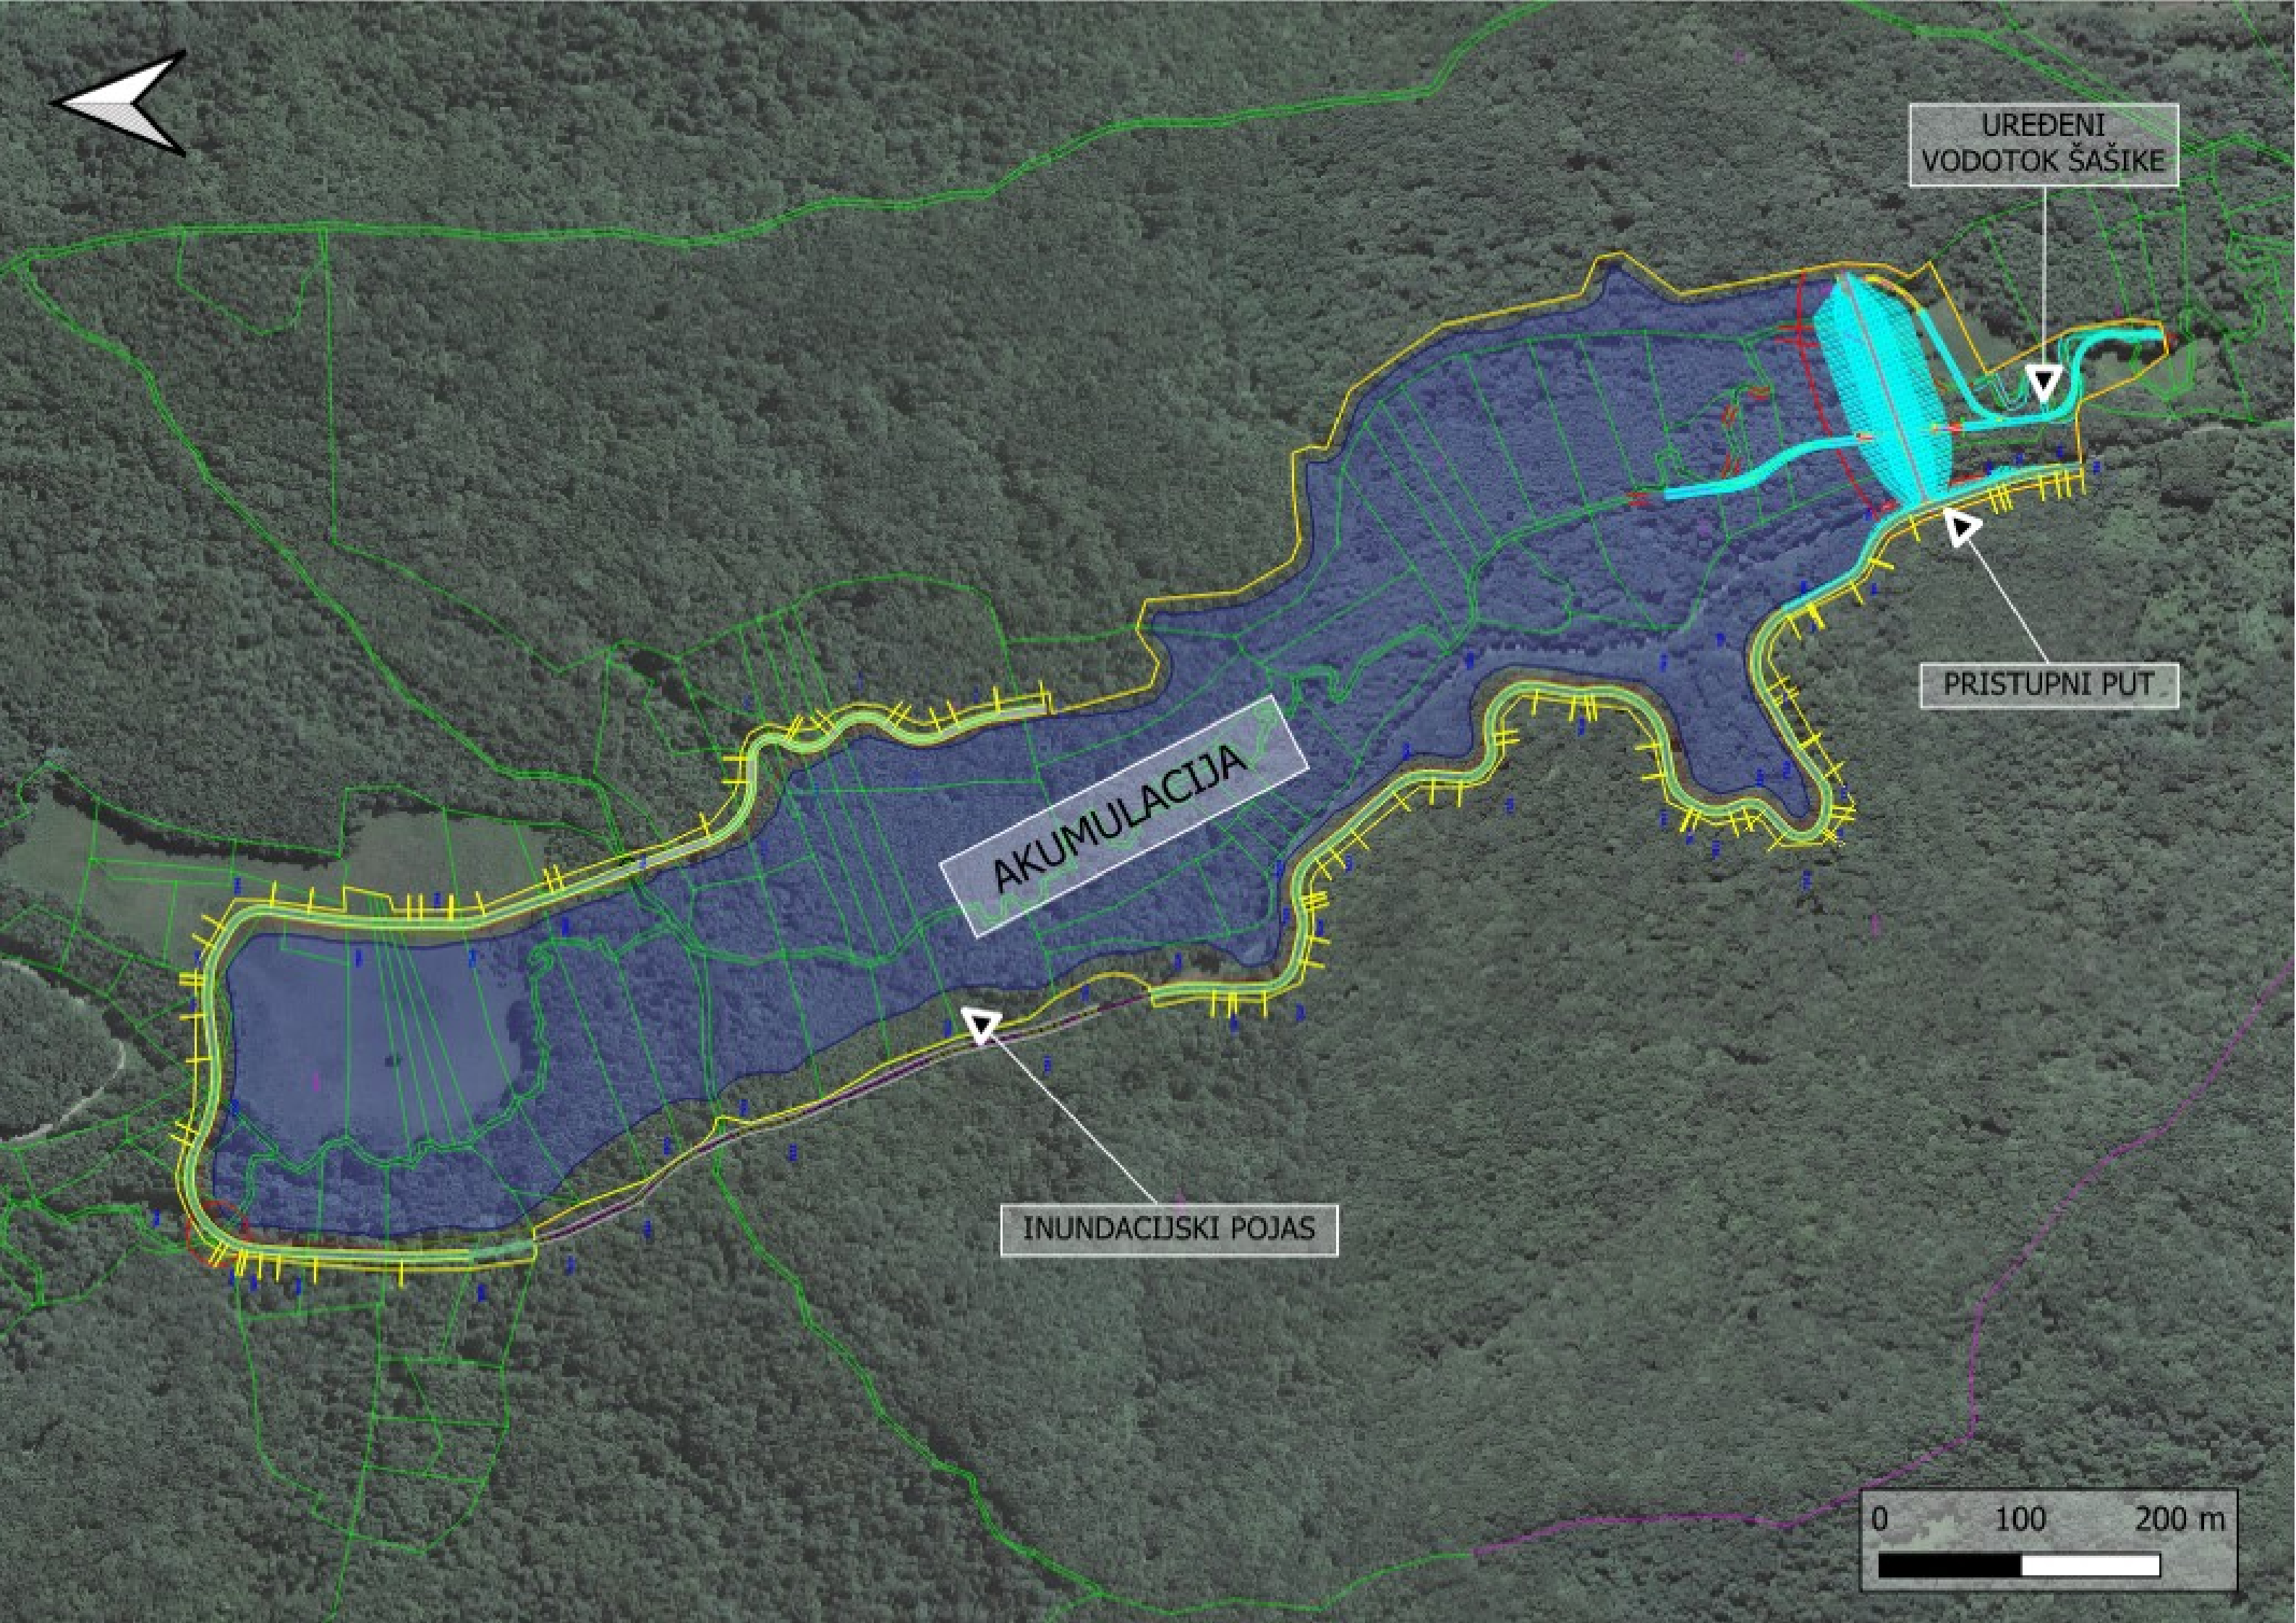 UREĐENI
VODOTOK ŠAŠIKE
PRISTUPNI PUT
AKUMULACIJA
INUNDACIJSKI POJAS
0 100 200 m